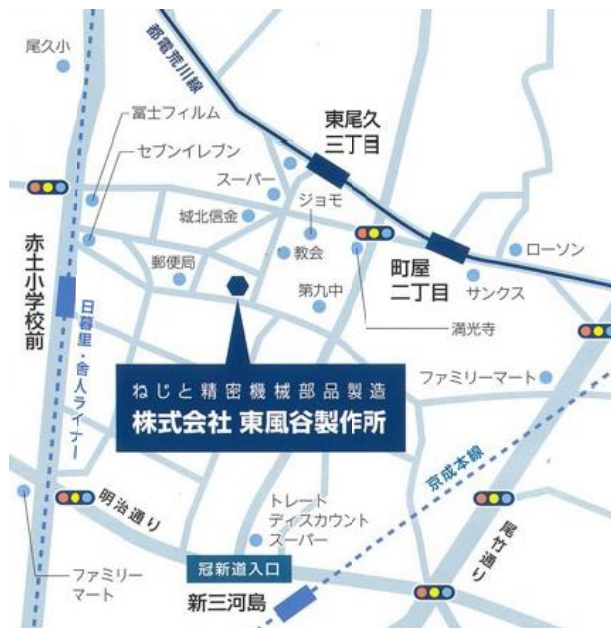 尾久小
都電荒川線
冨士フィルム
セブンイレブン
東尾久
三丁目
スーパー
ジョモ
城北信金
教会
ローソン
郵便局
町屋
二丁目
第九中
サンクス
満光寺
赤土小学校前
日暮里・舎人ライナー
ファミリーマート
ねじと精密機械部品製造
株式会社 東風谷製作所
京成本線
明治通り
トレート
ディスカウント
スーパー
尾竹通り
冠新道入口
ファミリー
マート
新三河島